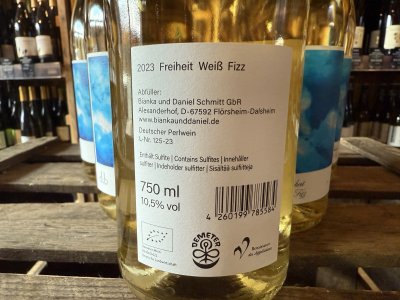 2023 Freiheit Weiß Fizz
Abfüller:
Bianka und Daniel Schmitt GbR
Alexanderhof, D-67592 Flörsheim-Dalsheim
www.biankaunddaniel.de
Deutscher Perlwein
L-Nr. 125-23
Enthält Sulfite | Contains Sulfites | Innehåller
sulfiter | Indeholder sulfitter | Sisältää sulfiitteja
750 ml
10,5% vol
4 260199 785584
DEMETER